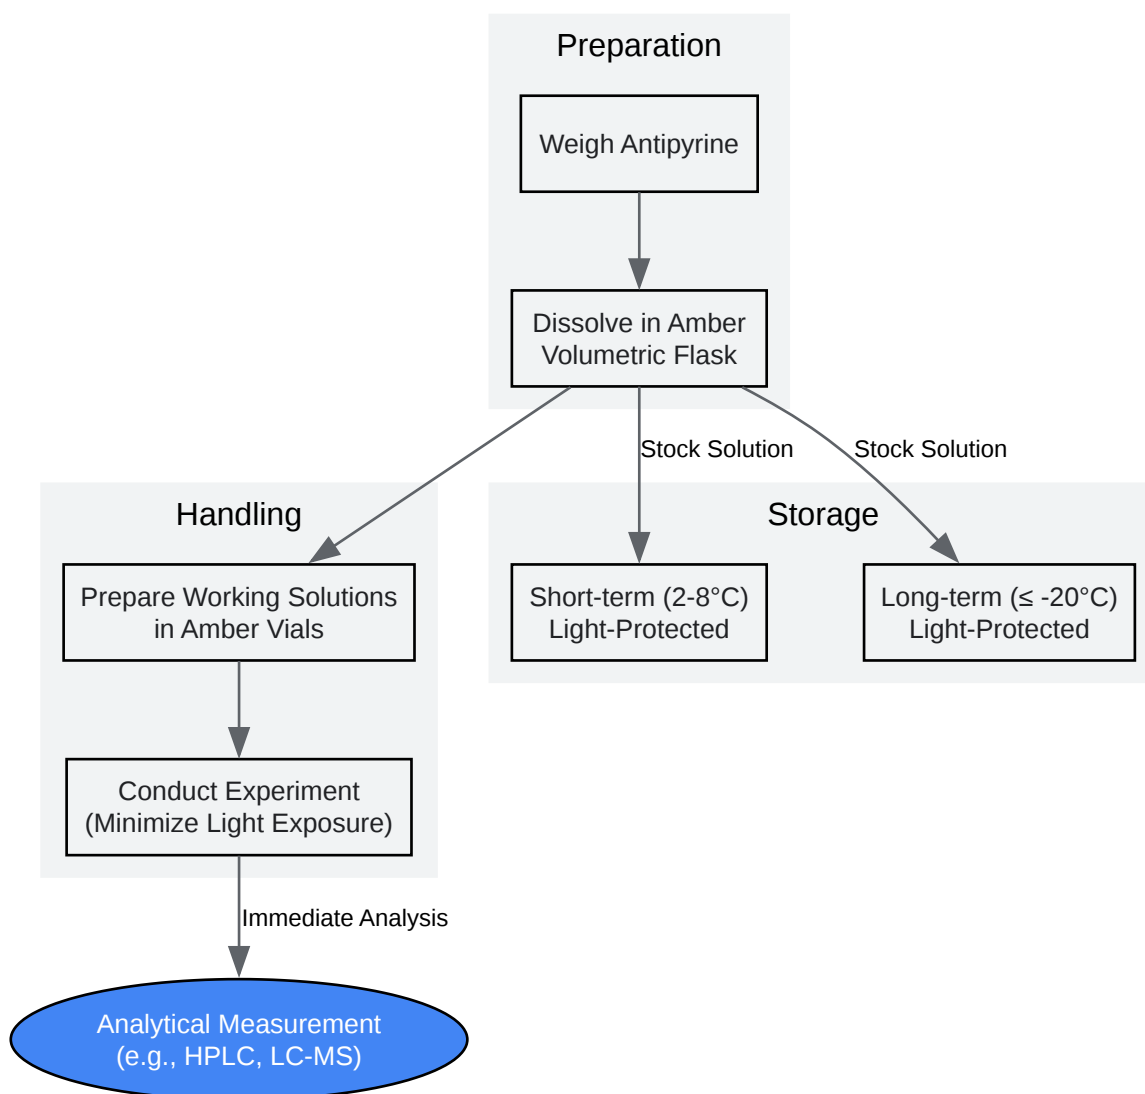 Preparation
Weigh Antipyrine
Dissolve in Amber
Volumetric Flask
Stock Solution
Stock Solution
Handling
Storage
Prepare Working Solutions
in Amber Vials
Short-term (2-8°C)
Light-Protected
Long-term (≤ -20°C)
Light-Protected
Conduct Experiment
(Minimize Light Exposure)
Immediate Analysis
Analytical Measurement
(e.g., HPLC, LC-MS)